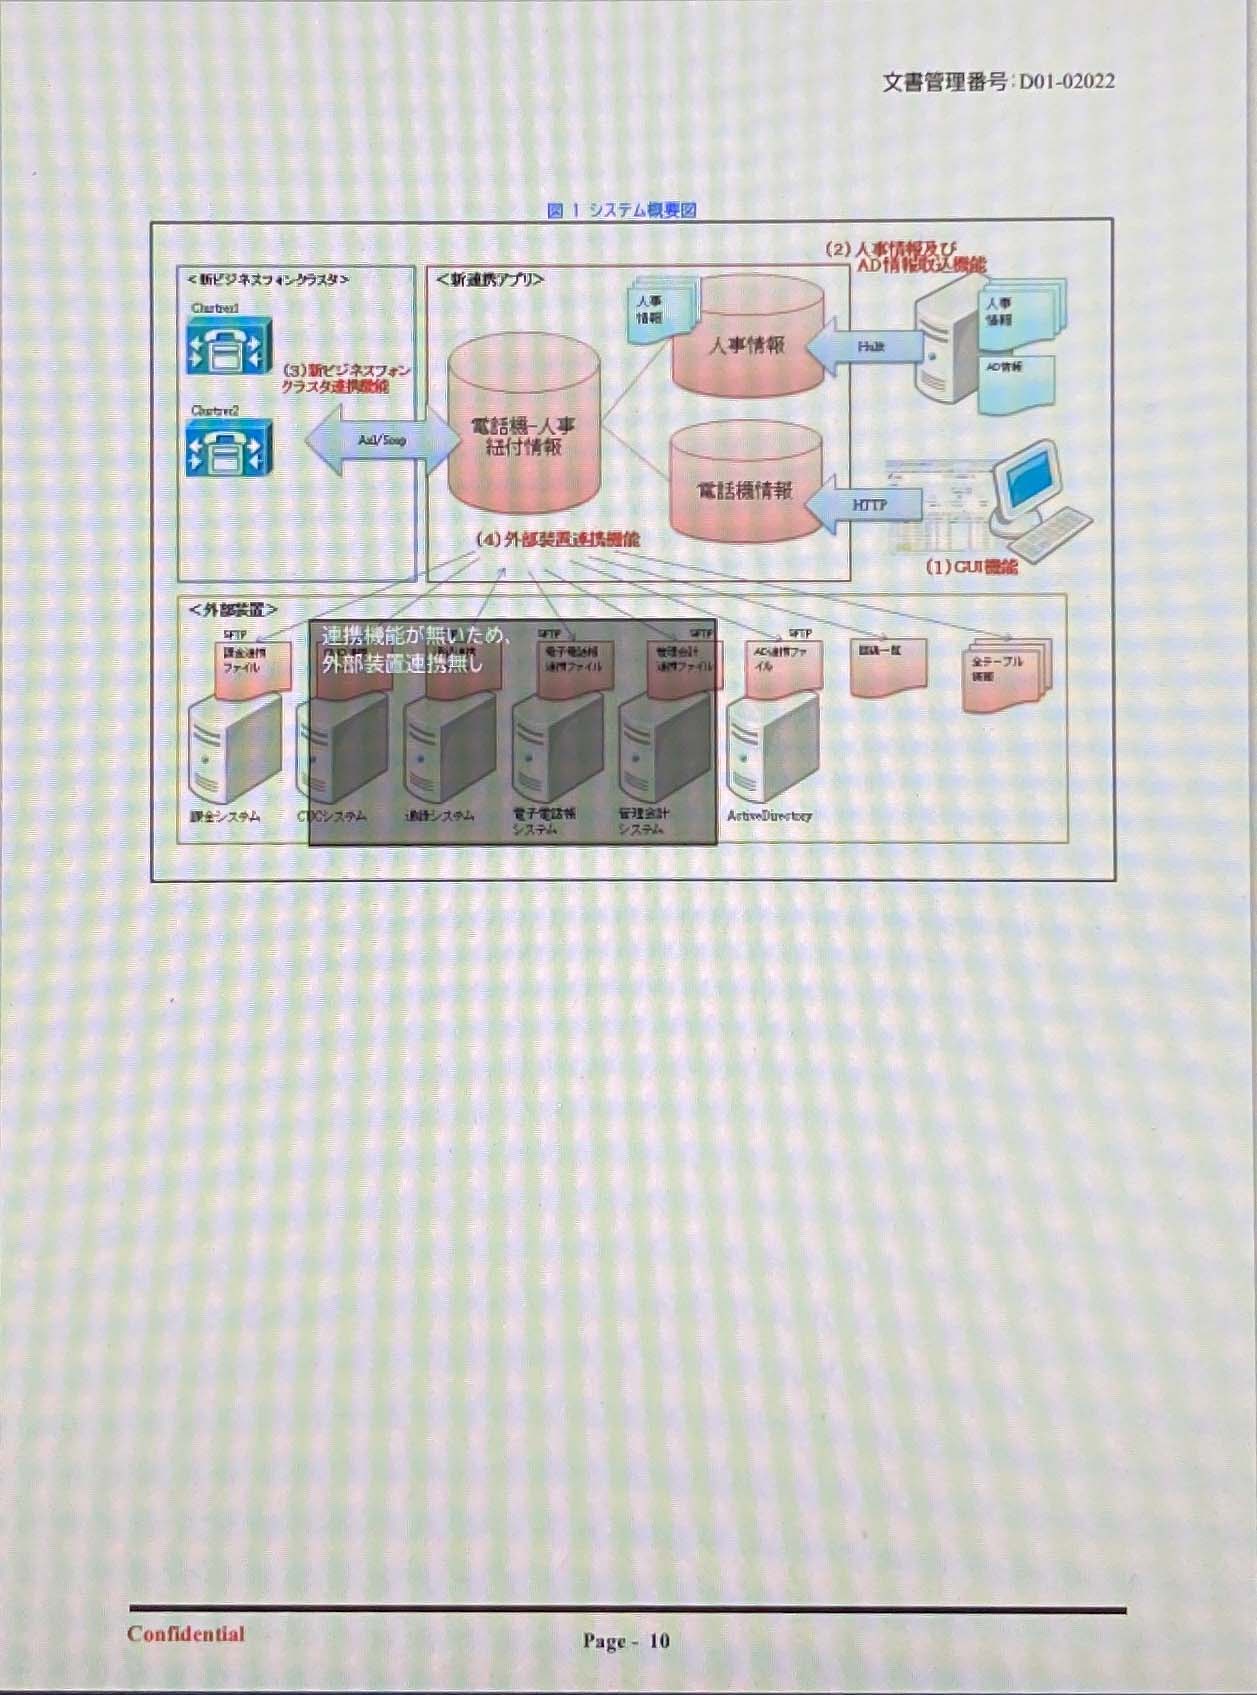 文書管理番号:D01-02022
図 1 システム概要図
(2)人事情報及び
AD情報取込機能
<新ビジネスフォンクラスタ>
<新連携アプリ>
人事
情報
人事情報
Hulft
人事
情報
AD情報
(3)新ビジネスフォン
クラスタ連携機能
電話機-人事
紐付情報
Axl/Soap
電話機情報
HTTP
(4)外部装置連携機能
(1)GUI機能
<外部装置>
SFTP
SFTP
SFTP
SFTP
連携機能が無いため、
外部装置連携無し
課金連携
ファイル
電子電話帳
連携ファイル
管理会計
連携ファイル
AD連携ファ
イル
回線一覧
全テーブル
情報
課金システム
システム
通録システム
電子電話帳
システム
管理会計
システム
ActiveDirectory
Confidential
Page - 10